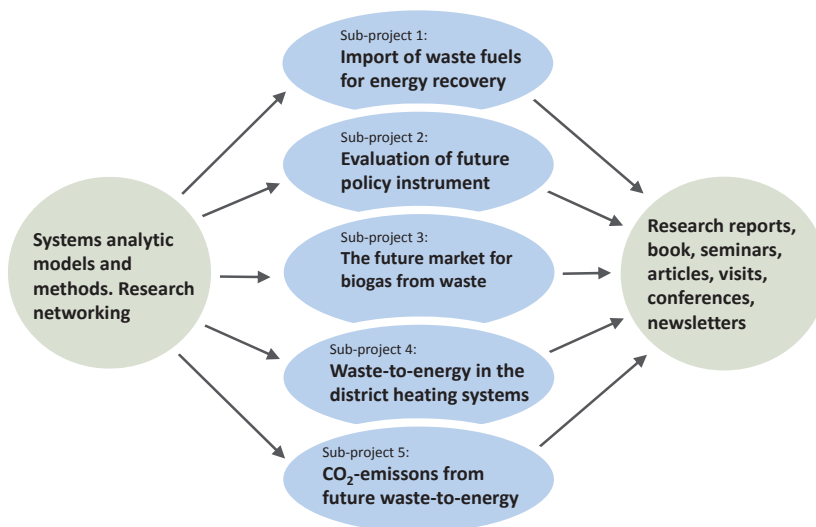 Systems analytic
models and
methods. Research
networking
Sub-project 1:
Import of waste fuels
for energy recovery
Sub-project 2:
Evaluation of future
policy instrument
Sub-project 3:
The future market for
biogas from waste
Sub-project 4:
Waste-to-energy in the
district heating systems
Sub-project 5:
CO₂-emissons from
future waste-to-energy
Research reports,
book, seminars,
articles, visits,
conferences,
newsletters